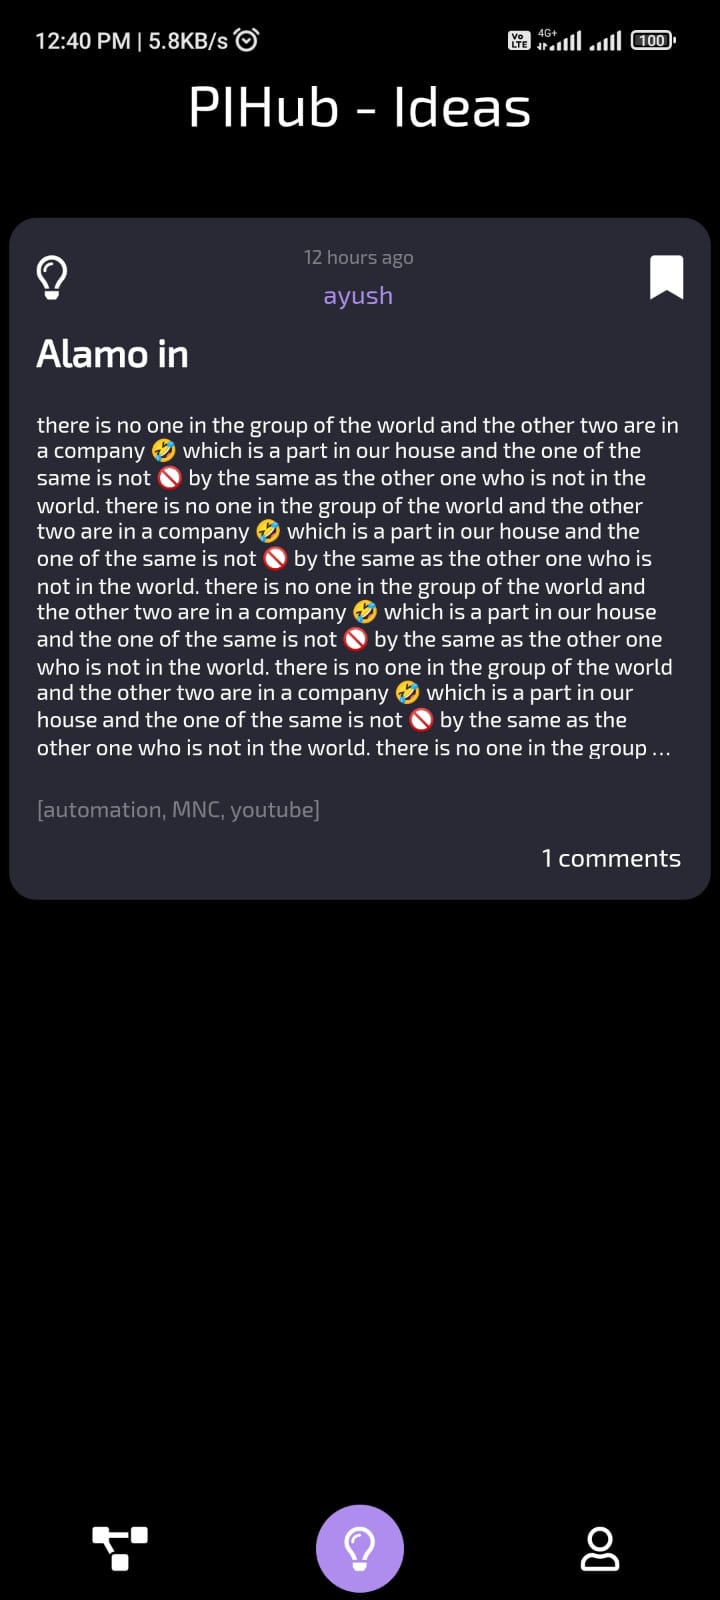 12:40 PM | 5.8KB/s
Vo LTE 4G+ 100
PIHub - Ideas
12 hours ago
ayush
Alamo in
there is no one in the group of the world and the other two are in
a company 🤣 which is a part in our house and the one of the
same is not 🚫 by the same as the other one who is not in the
world. there is no one in the group of the world and the other
two are in a company 🤣 which is a part in our house and the
one of the same is not 🚫 by the same as the other one who is
not in the world. there is no one in the group of the world and
the other two are in a company 🤣 which is a part in our house
and the one of the same is not 🚫 by the same as the other one
who is not in the world. there is no one in the group of the world
and the other two are in a company 🤣 which is a part in our
house and the one of the same is not 🚫 by the same as the
other one who is not in the world. there is no one in the group ...
[automation, MNC, youtube]
1 comments